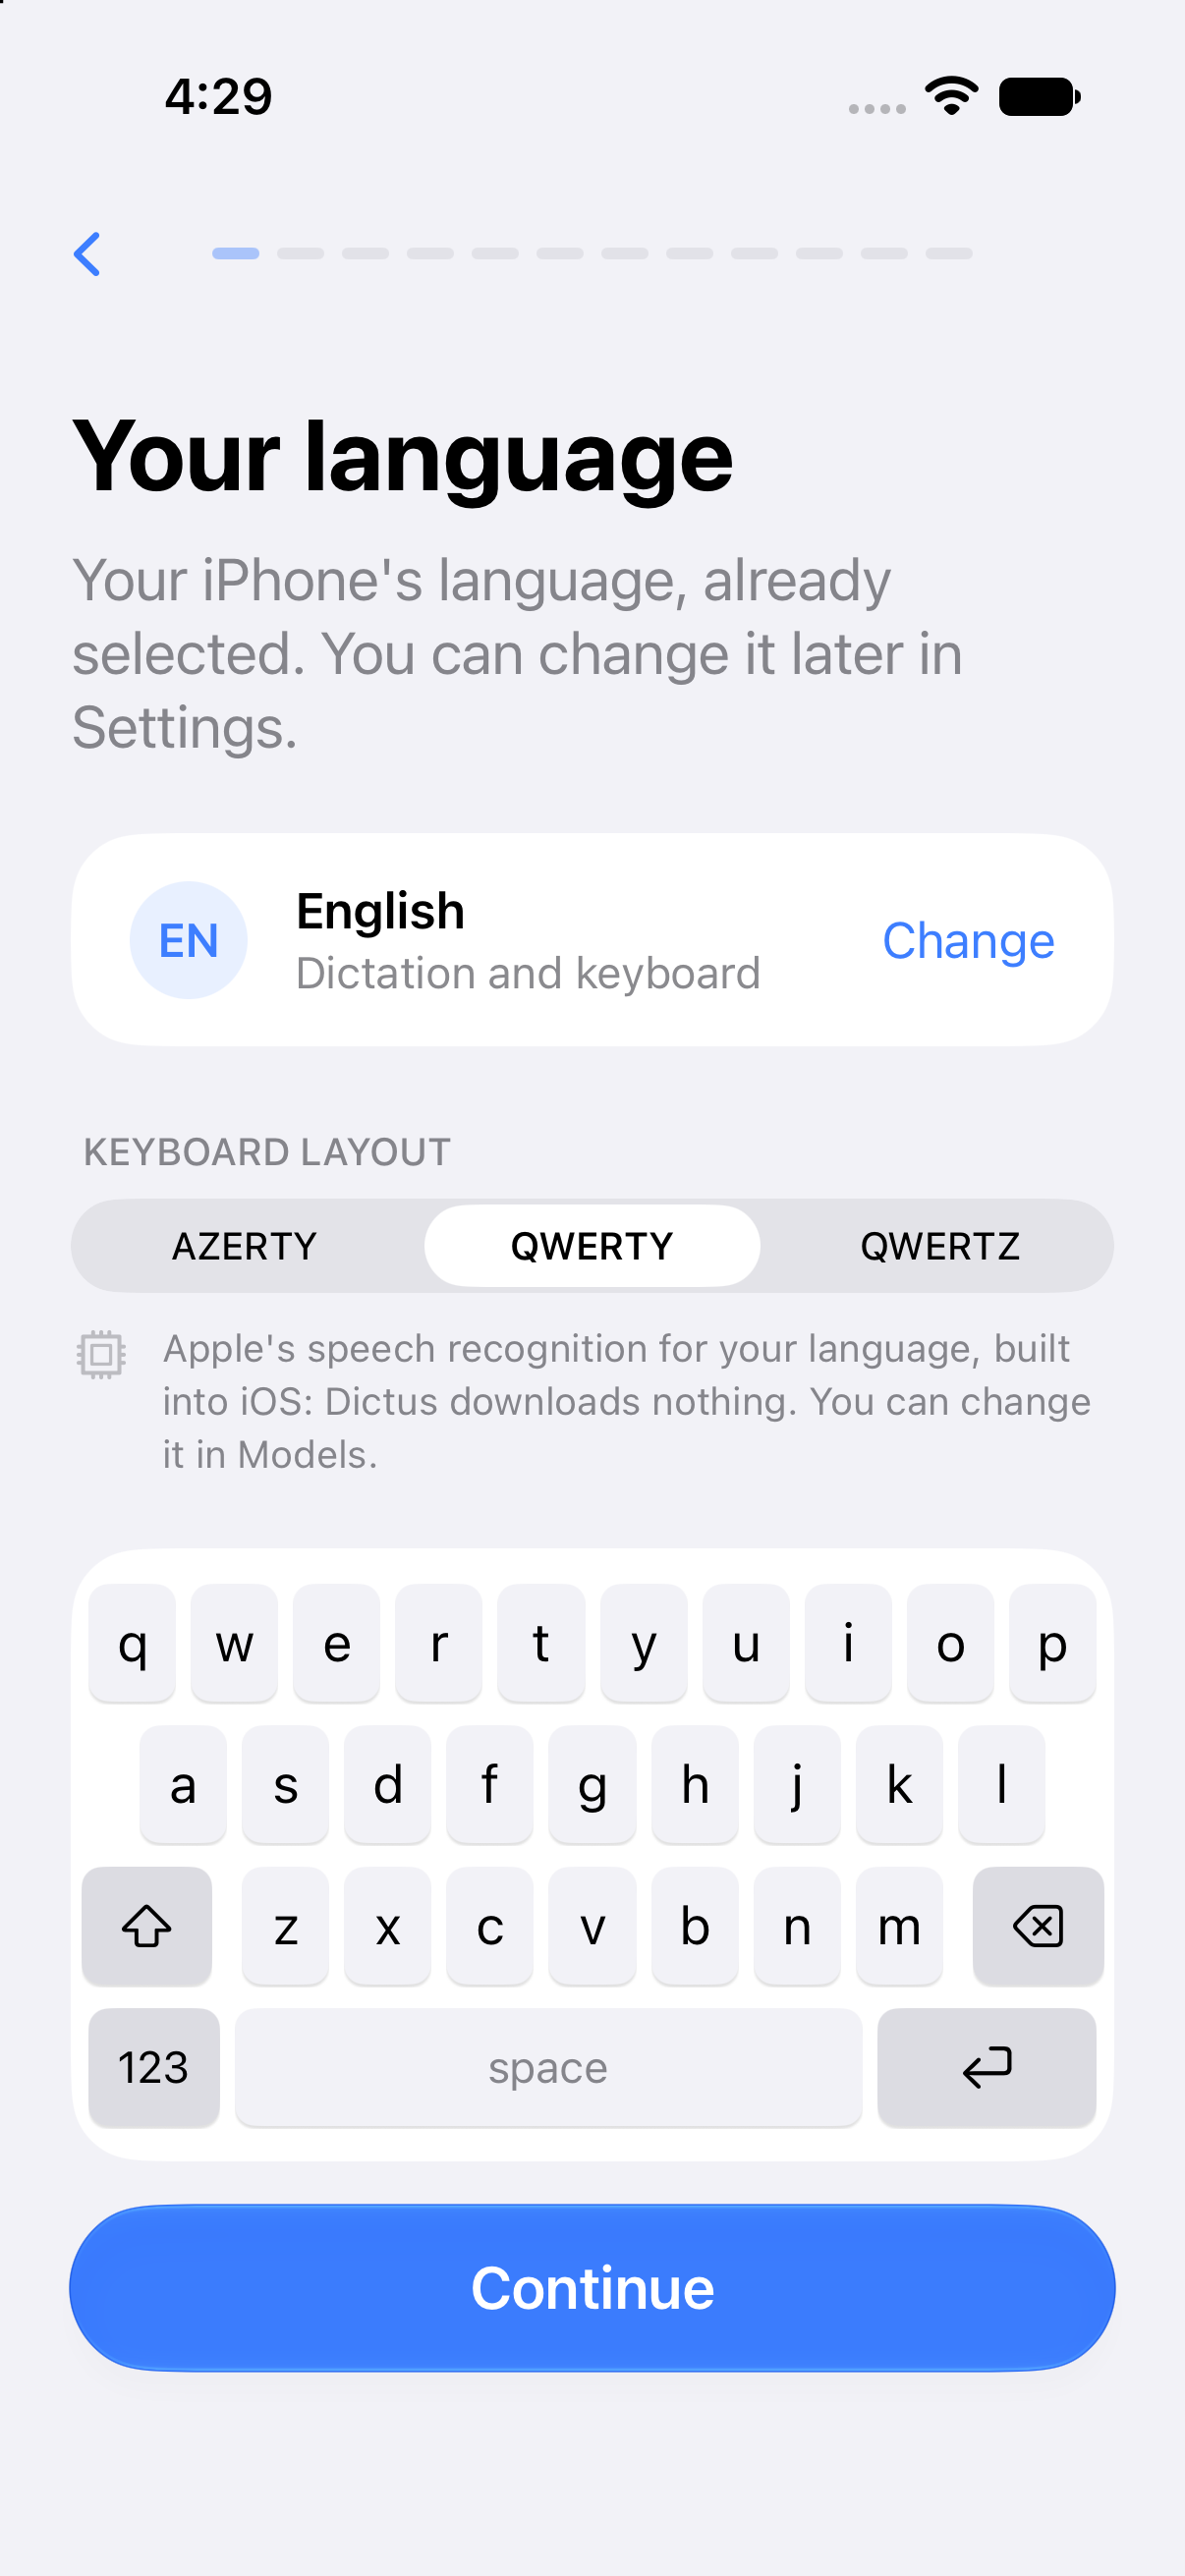 4:29
Your language
Your iPhone's language, already
selected. You can change it later in
Settings.
EN
English
Dictation and keyboard
Change
KEYBOARD LAYOUT
AZERTY QWERTY QWERTZ
Apple's speech recognition for your language, built
into iOS: Dictus downloads nothing. You can change
it in Models.
q w e r t y u i o p
a s d f g h j k l
z x c v b n m
123 space
Continue